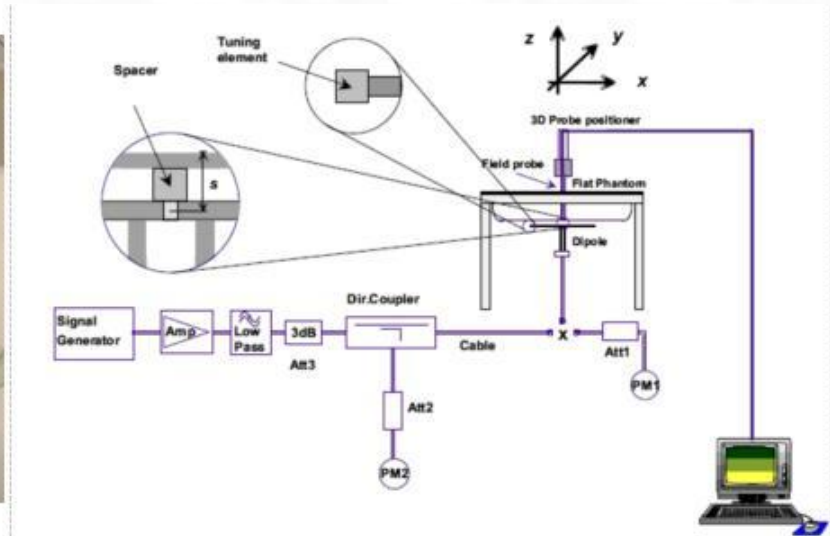 Tuning
element
Spacer
s
z
y
x
3D Probe positioner
Field probe
Flat Phantom
Dipole
Dir.Coupler
Signal
Generator
Amp
Low
Pass
3dB
Att3
Cable
x
Att1
PM1
Att2
PM2